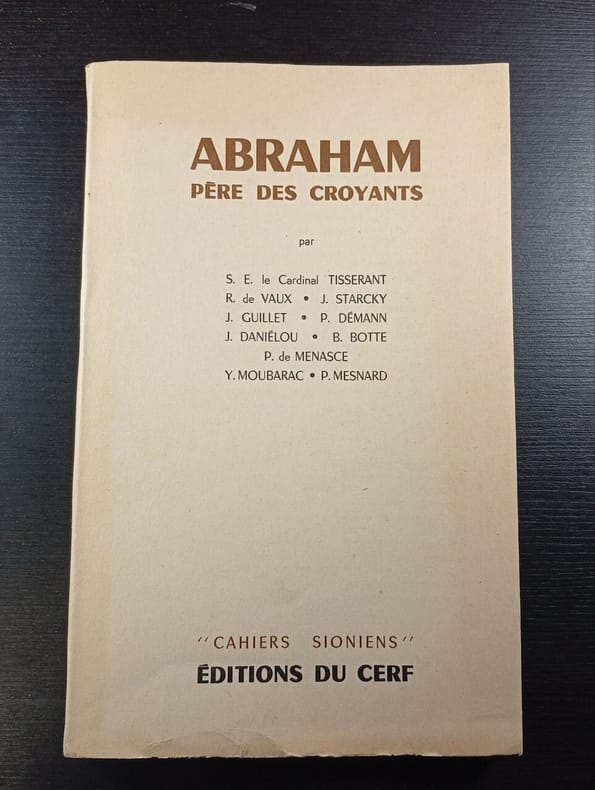 ABRAHAM
PÈRE DES CROYANTS
par
S. E. le Cardinal TISSERANT
R. de VAUX • J. STARCKY
J. GUILLET • P. DÉMANN
J. DANIÉLOU • B. BOTTE
P. de MENASCE
Y. MOUBARAC • P. MESNARD
"CAHIERS SIONIENS"
ÉDITIONS DU CERF